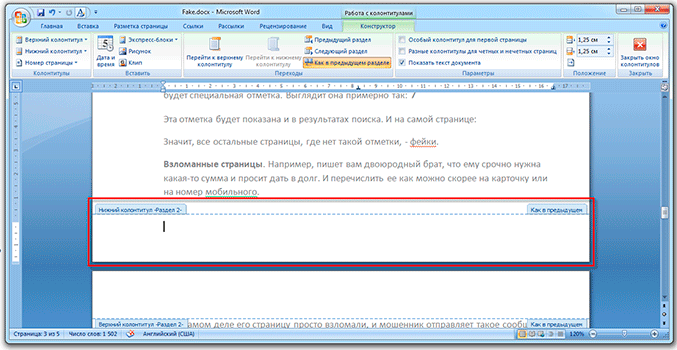 Fake.docx - Microsoft Word
Работа с колонтитулами
Главная Вставка Разметка страницы Ссылки Рассылки Рецензирование Вид Конструктор
Верхний колонтитул
Нижний колонтитул
Номер страницы
Колонтитулы
Дата и время
Экспресс-блоки
Рисунок
Клип
Вставить
Перейти к верхнему колонтитулу
Перейти к нижнему колонтитулу
Предыдущий раздел
Следующий раздел
Как в предыдущем разделе
Переходы
Особый колонтитул для первой страницы
Разные колонтитулы для четных и нечетных страниц
Показать текст документа
Параметры
1,25 см
1,25 см
Положение
Закрыть окно колонтитулов
Закрыть
будет специальная отметка. Выглядит она примерно так:
Эта отметка будет показана и в результатах поиска. И на самой странице:
Значит, все остальные страницы, где нет такой отметки, - фейки.
Взломанные страницы. Например, пишет вам двоюродный брат, что ему срочно нужна
какая-то сумма и просит дать в долг. И перечислить ее как можно скорее на карточку или
на номер мобильного.
Нижний колонтитул -Раздел 2- Как в предыдущем
Верхний колонтитул -Раздел 2- амом деле его страницу просто взломали, и мошенник отправляет такое сообщ Как в предыдущем
Страница: 3 из 5 Число слов: 1 502 Английский (США) 120%